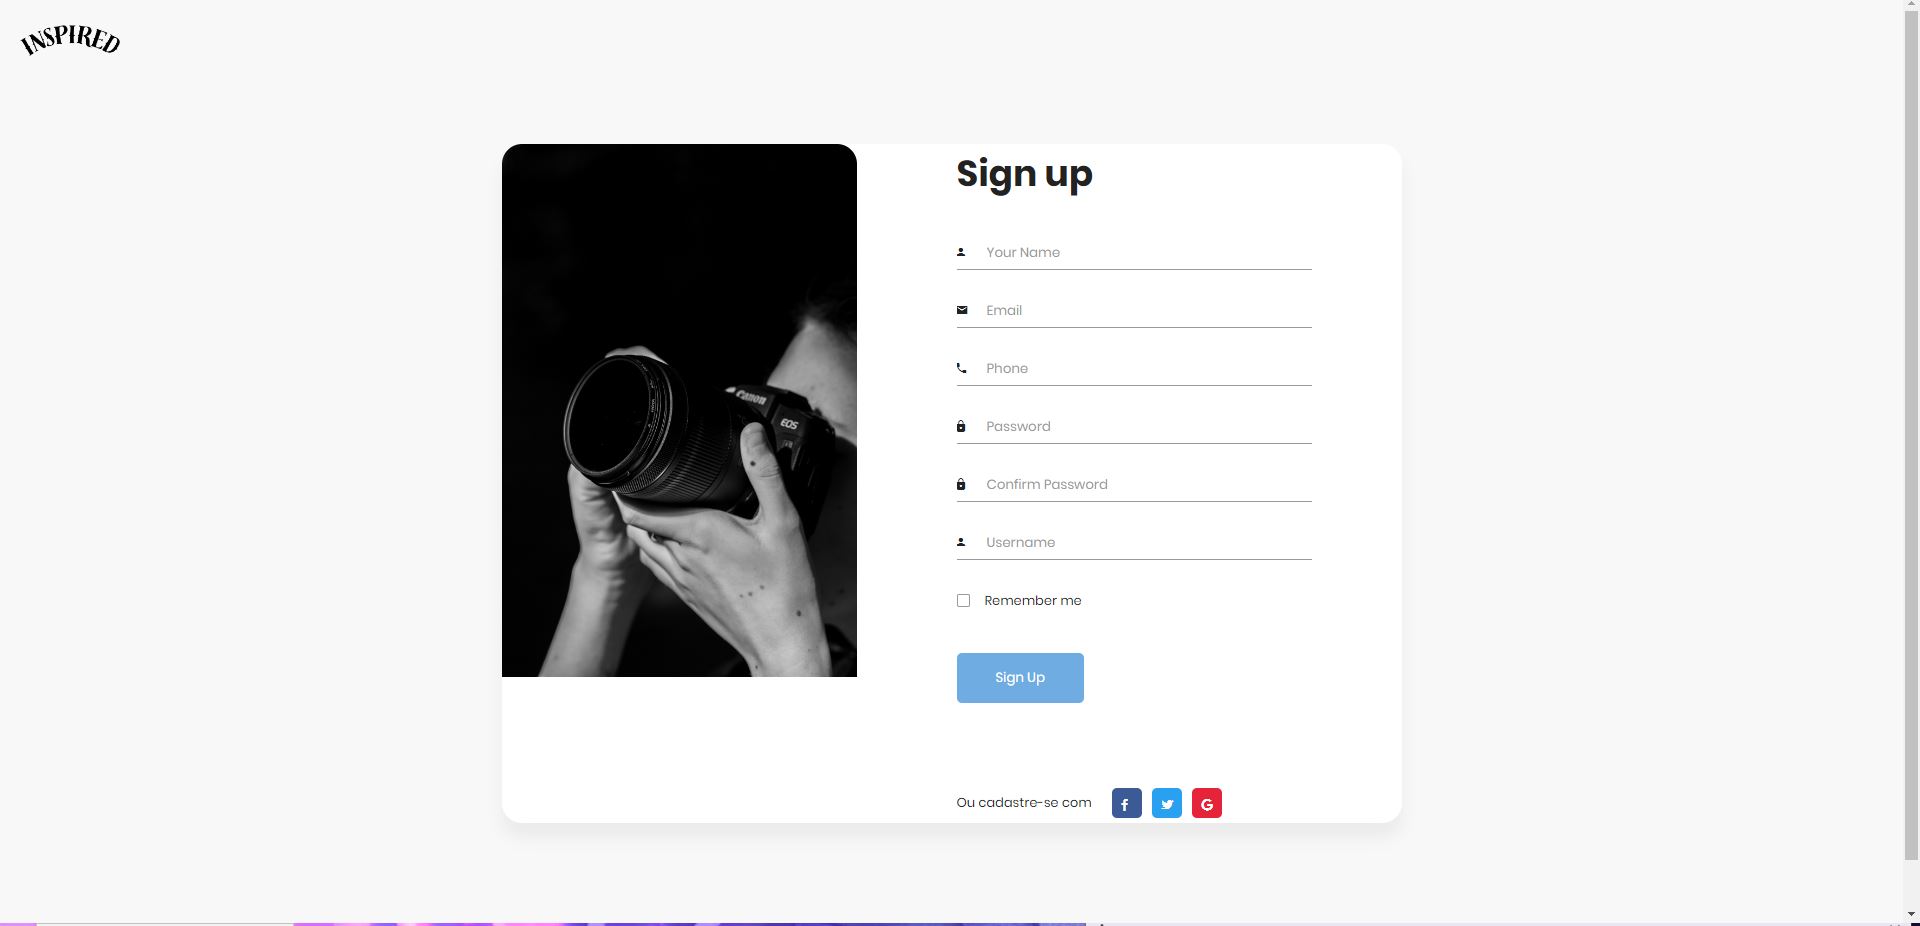 INSPIRED
Sign up
Your Name
Email
Phone
Password
Confirm Password
Username
Remember me
Sign Up
Ou cadastre-se com
Canon
EOS